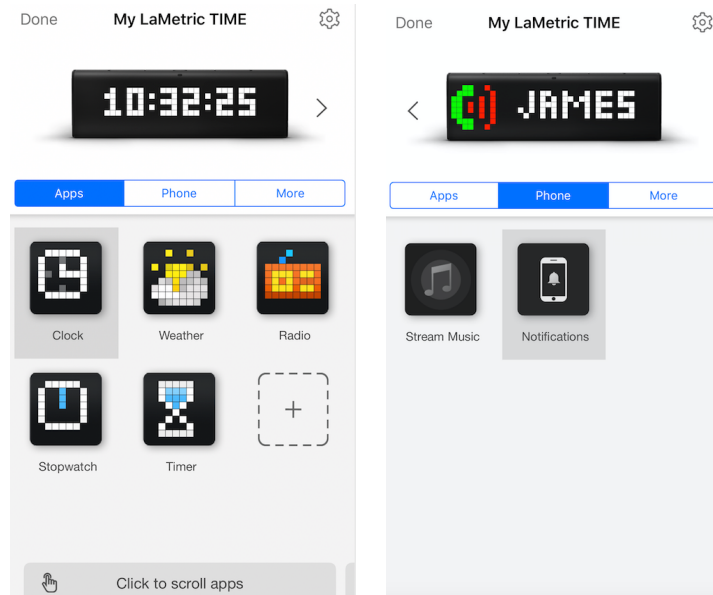 Done My LaMetric TIME
10:32:25
Apps Phone More
Clock Weather Radio
Stopwatch Timer
Click to scroll apps
Done My LaMetric TIME
JAMES
Apps Phone More
Stream Music Notifications